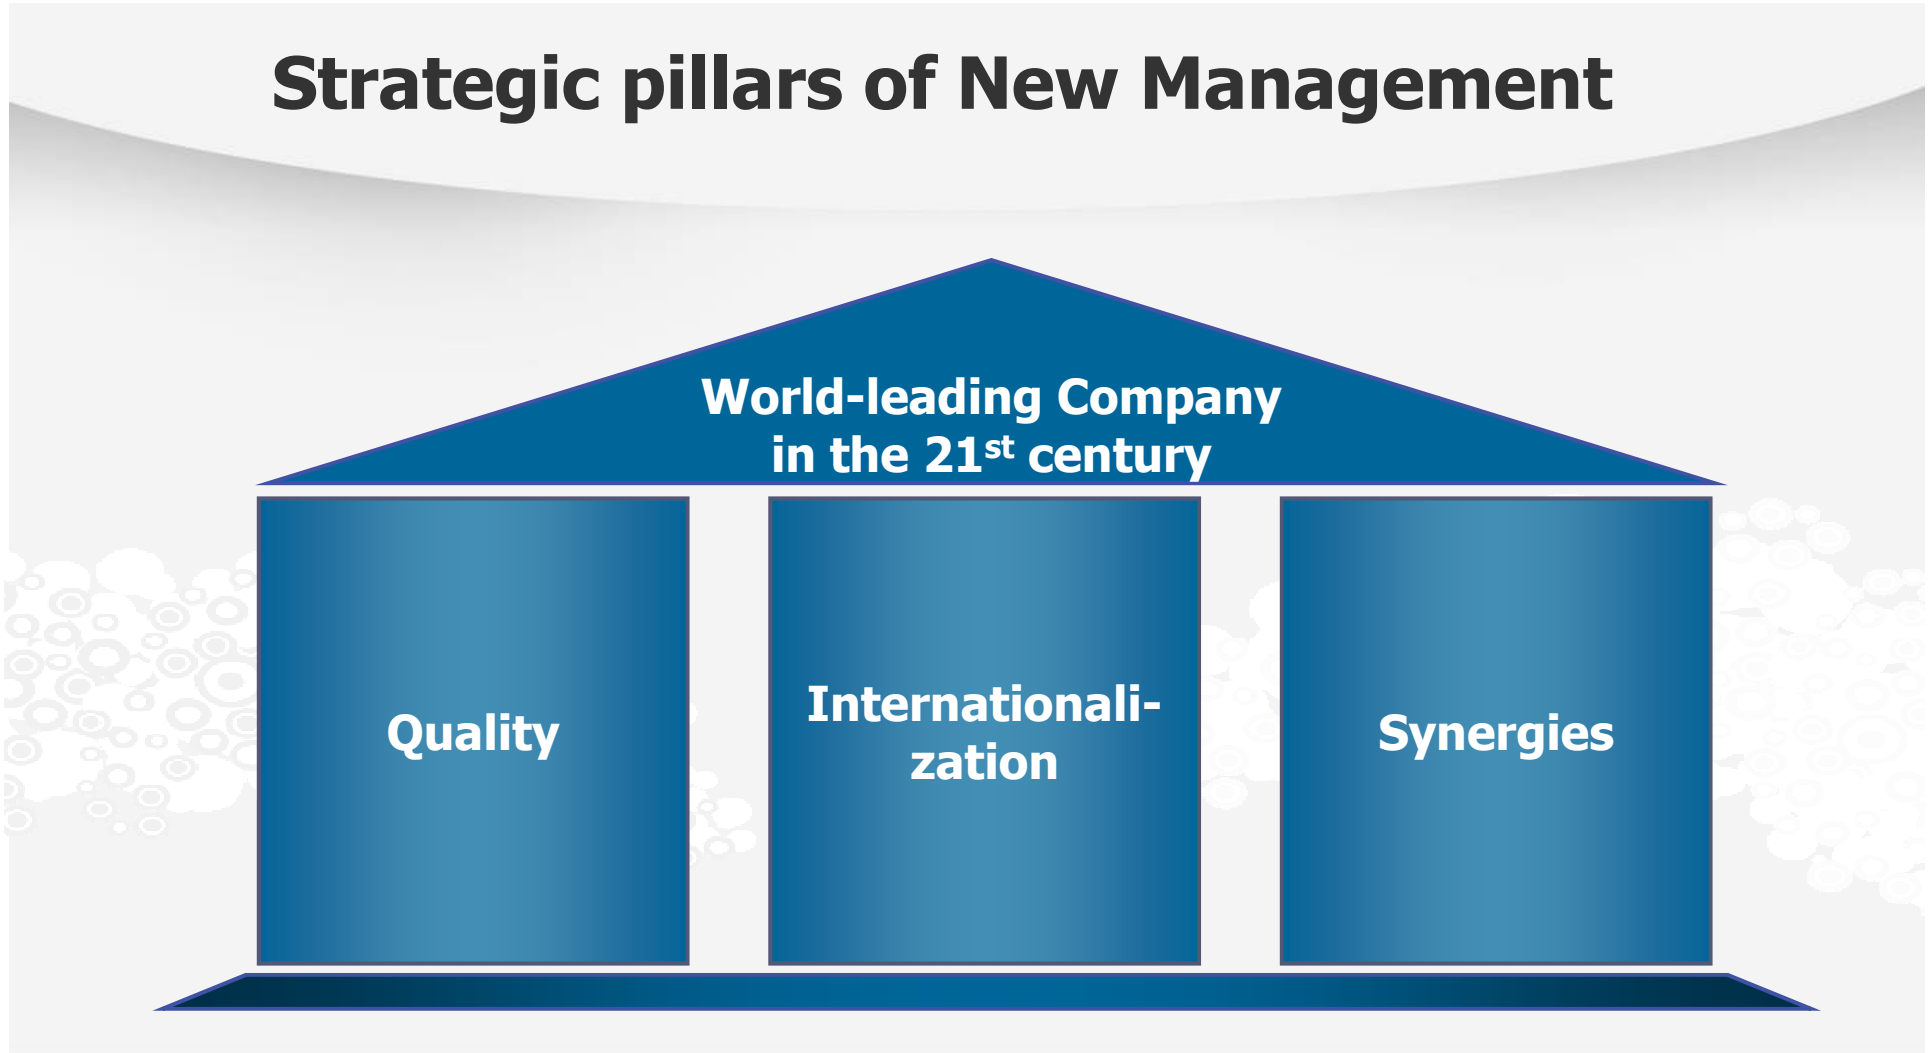 Strategic pillars of New Management
World-leading Company
in the 21st century
Quality
Internationali-
zation
Synergies